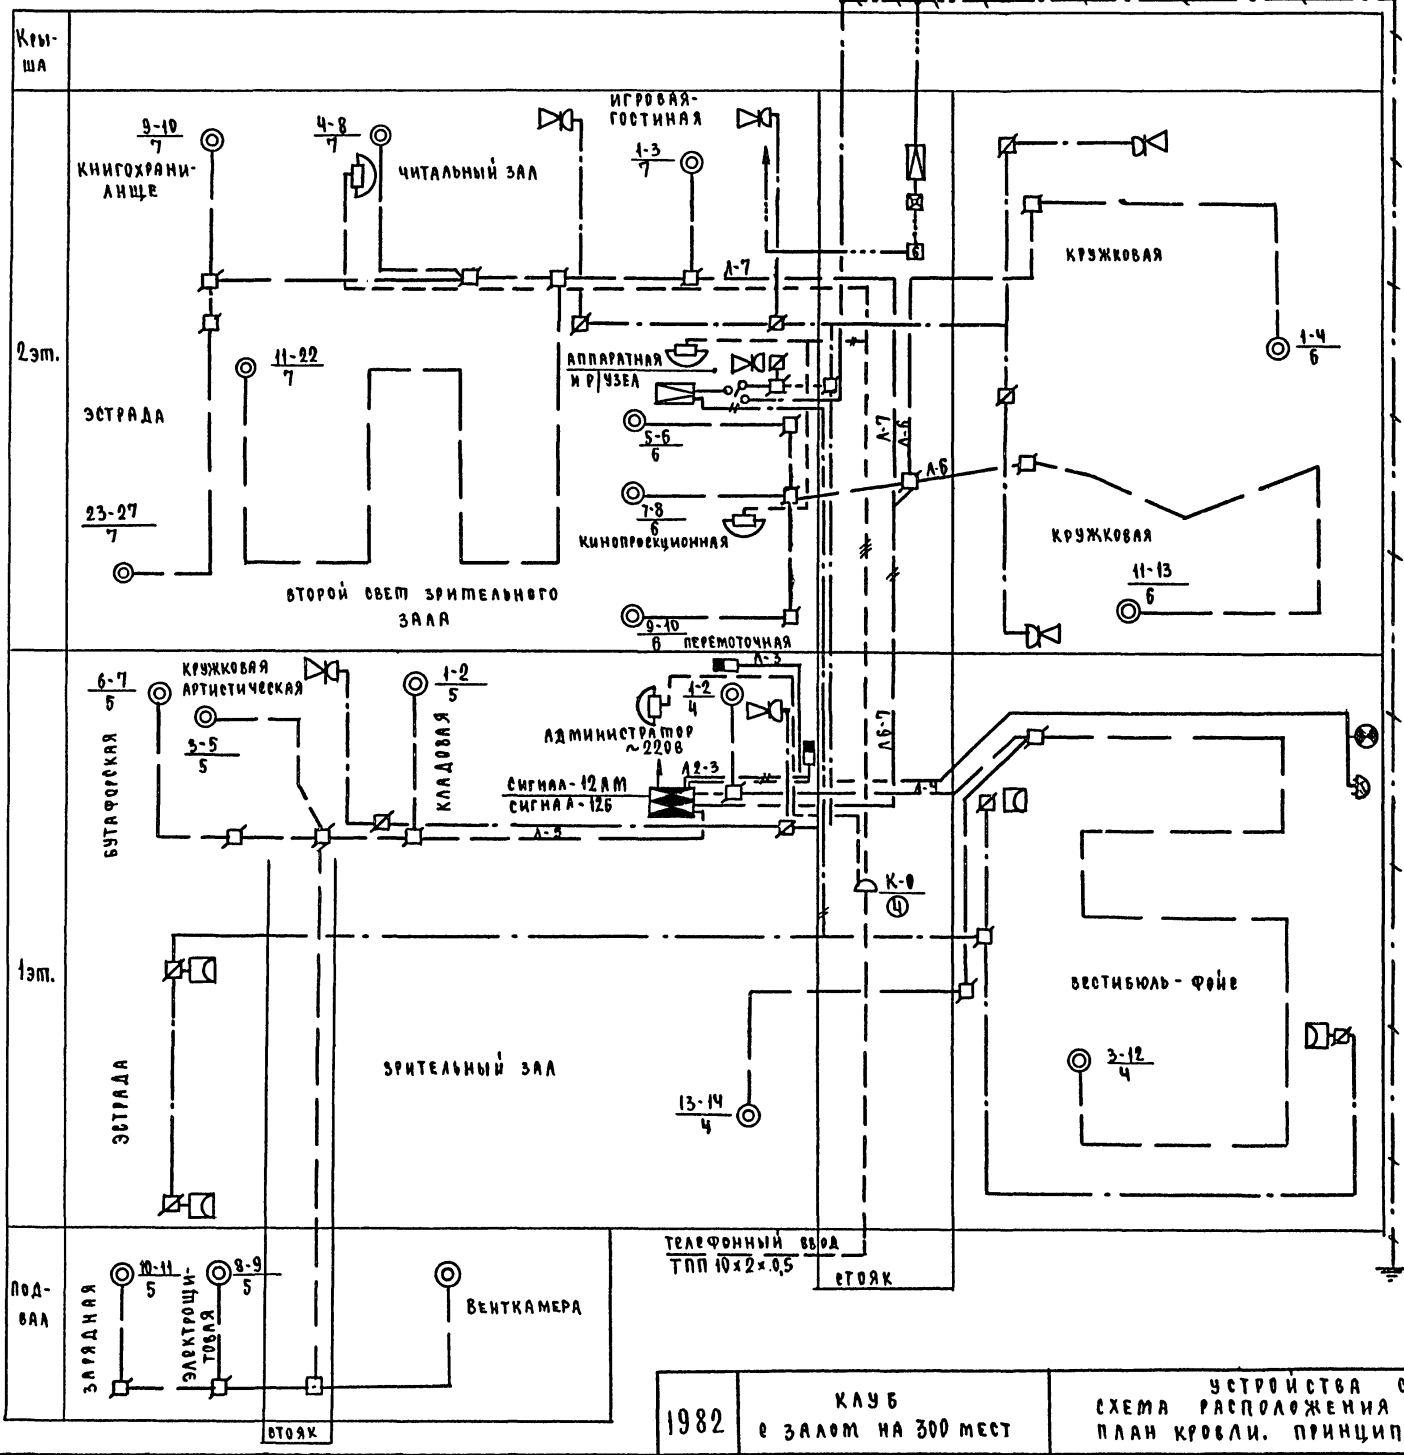 Кры-
ША
9-10
7
КНИГОХРАНИ-
ЛИЩЕ
4-8
7
ЧИТАЛЬНЫЙ ЗАЛ
ИГРОВАЯ-
ГОСТИНАЯ
1-3
7
Л-7
6
КРУЖКОВАЯ
1-4
6
2эт.
11-22
7
ЭСТРАДА
АППАРАТНАЯ
И Р/УЗЕЛ
5-6
6
Л-7
Л-6
Л-6
7-8
6
КИНОПРОЕКЦИОННАЯ
КРУЖКОВАЯ
11-13
6
23-27
7
ВТОРОЙ СВЕТ ЗРИТЕЛЬНОГО
ЗАЛА
9-10
6
ПЕРЕМОТОЧНАЯ
6-7
5
КРУЖКОВАЯ
АРТИСТИЧЕСКАЯ
3-5
5
1-2
5
Л-3
1-2
4
АДМИНИСТРАТОР
~220В
БУТАФОРСКАЯ
КЛАДОВАЯ
СИГНАЛ-12АМ
СИГНАЛ-12Б
Л2-3
Л6-7
Л-4
Л-5
К-0
4
1эт.
ЭСТРАДА
ЗРИТЕЛЬНЫЙ ЗАЛ
ВЕСТИБЮЛЬ-ФОЙЕ
3-12
4
13-14
4
ТЕЛЕФОННЫЙ ВВОД
ТПП 10х2х0,5
СТОЯК
ПОД-
ВАЛ
ЗАРЯДНАЯ
10-11
5
ЭЛЕКТРОЩИ-
ТОВАЯ
8-9
5
ВЕНТКАМЕРА
СТОЯК
1982
КЛУБ
С ЗАЛОМ НА 300 МЕСТ
УСТРОЙСТВА С
СХЕМА РАСПОЛОЖЕНИЯ
ПЛАН КРОВЛИ. ПРИНЦИП